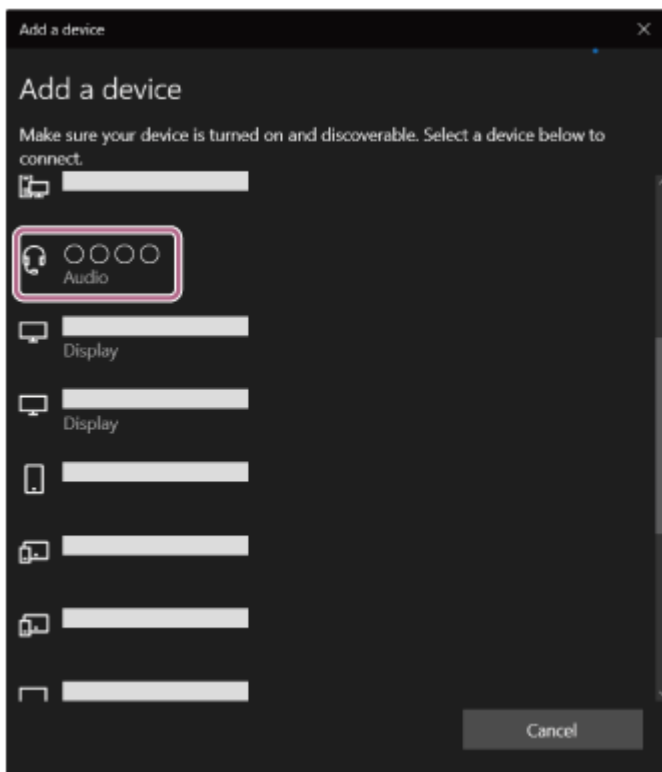 Add a device
Add a device
Make sure your device is turned on and discoverable. Select a device below to
connect.
○○○○
Audio
Display
Display
Cancel